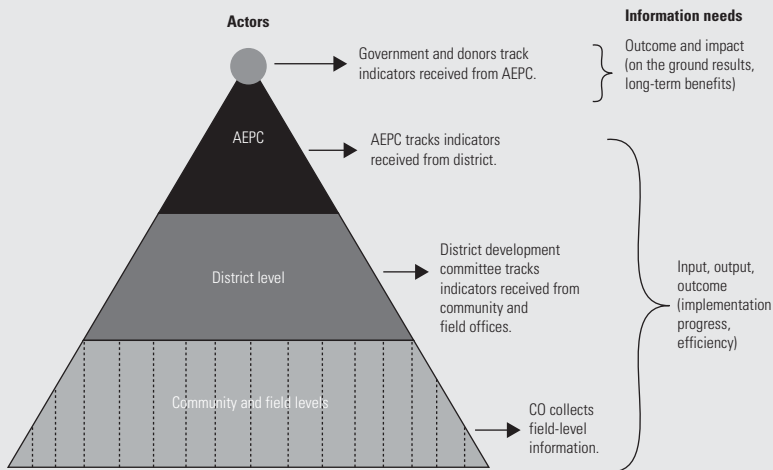 Actors
Information needs
Government and donors track
indicators received from AEPC.
Outcome and impact
(on the ground results,
long-term benefits)
AEPC
AEPC tracks indicators
received from district.
District level
District development
committee tracks
indicators received from
community and
field offices.
Input, output,
outcome
(implementation
progress,
efficiency)
Community and field levels
CO collects
field-level
information.